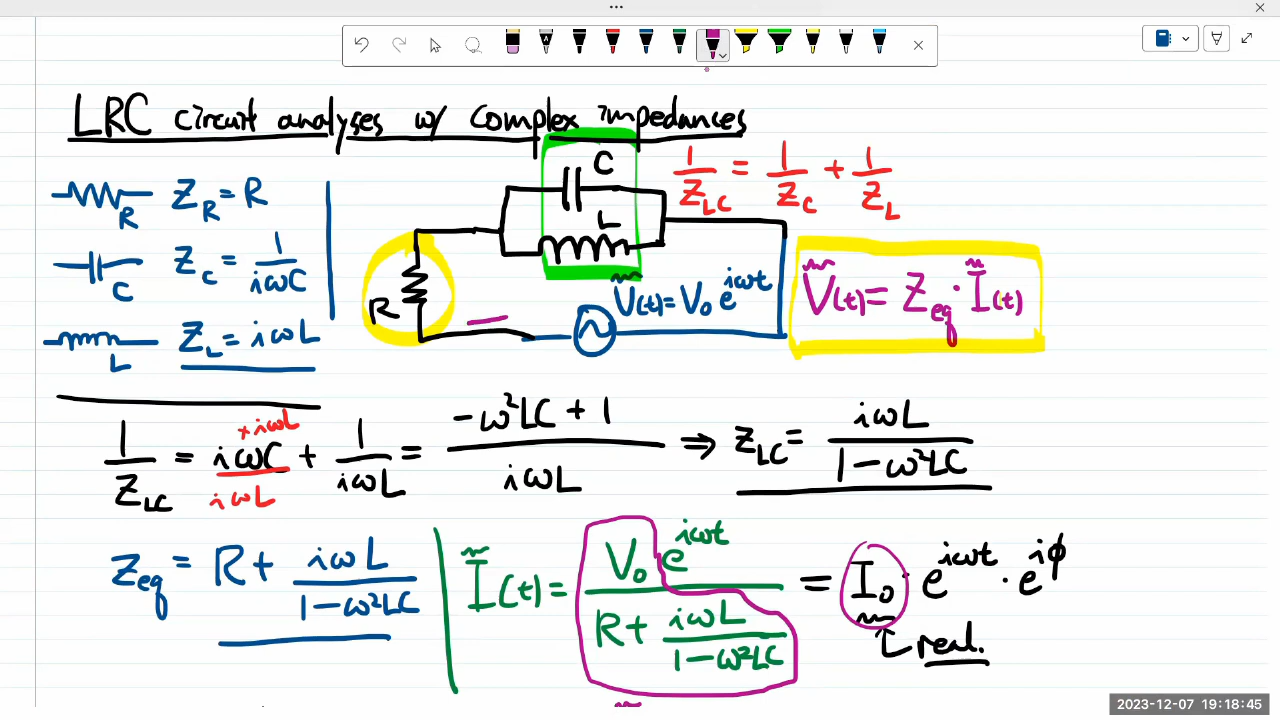 LRC circuit analyses w/ complex impedances
R Z_R = R
C Z_C = 1/(iωC)
L Z_L = iωL
C
L
R
1/Z_LC = 1/Z_C + 1/Z_L
Ṽ(t) = V₀ e^{iωt}
Ṽ(t) = Z_eq · Ĩ(t)
1/Z_LC = iωC × iωL / iωL + 1/(iωL) = (-ω²LC + 1)/(iωL) ⇒ Z_LC = iωL/(1-ω²LC)
Z_eq = R + iωL/(1-ω²LC)
Ĩ(t) = V₀ e^{iωt} / (R + iωL/(1-ω²LC)) = I₀ · e^{iωt} · e^{iϕ}
real.
2023-12-07 19:18:45